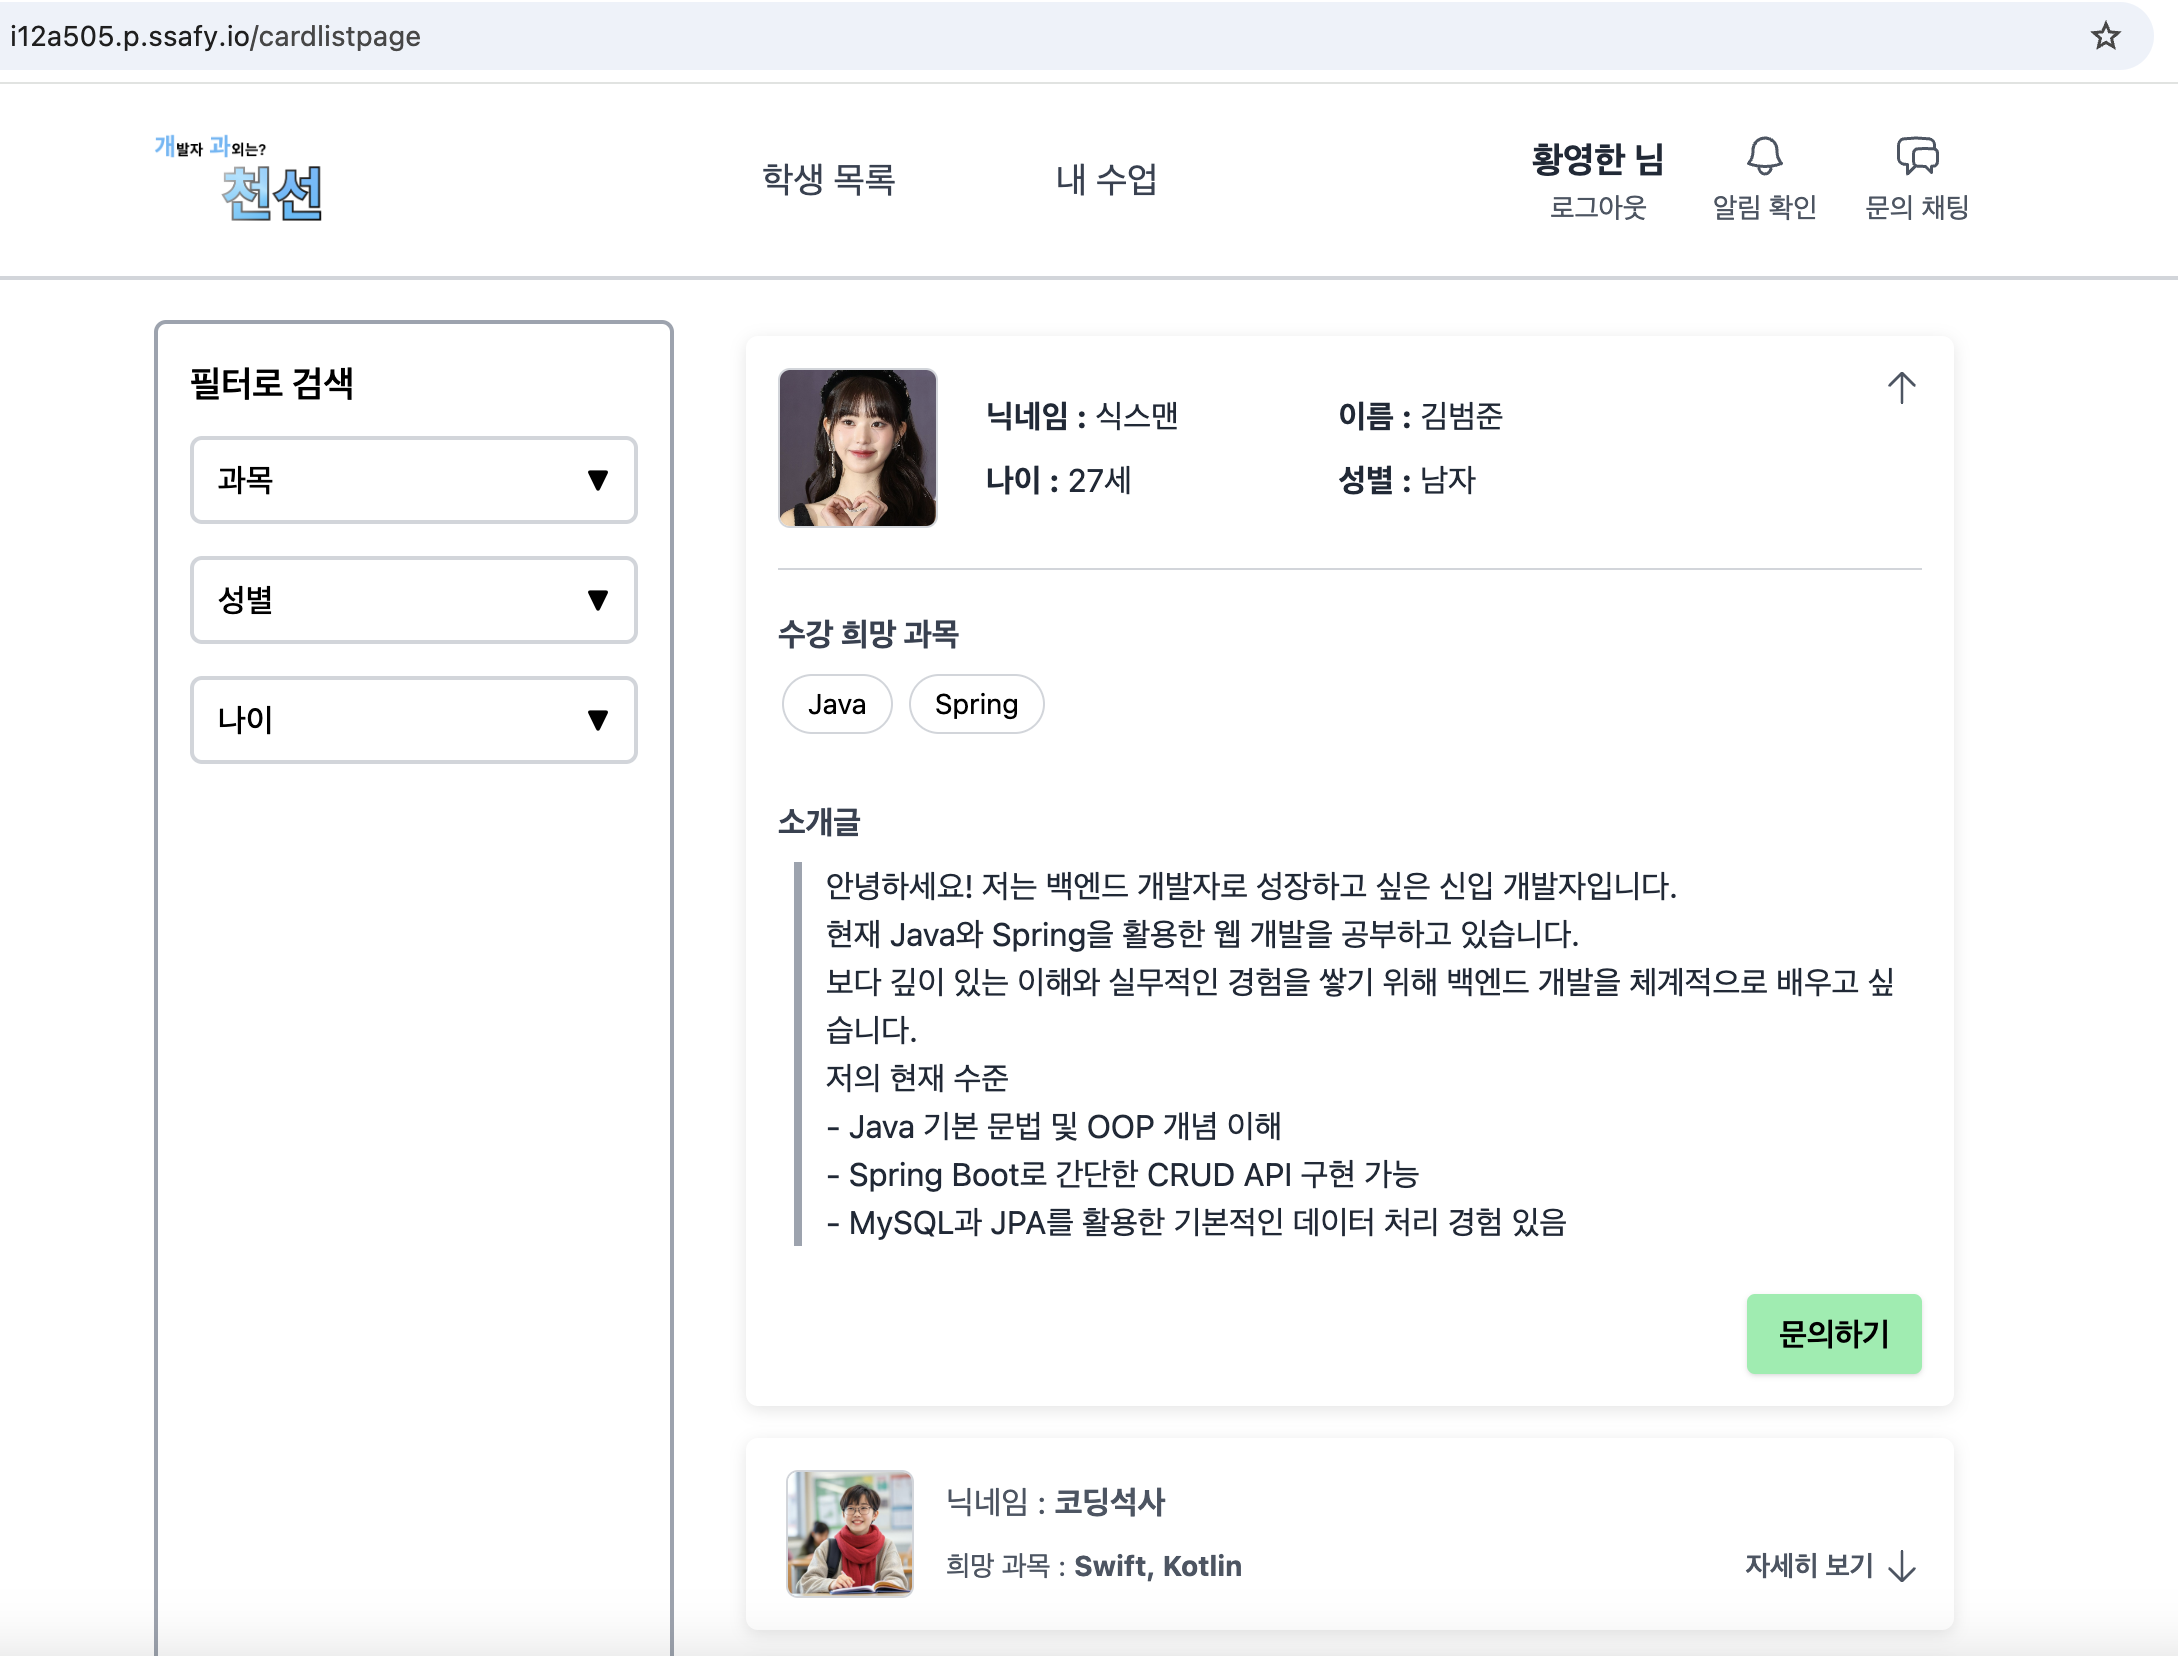 i12a505.p.ssafy.io/cardlistpage
개발자 과외는?
천선
학생 목록
내 수업
황영한 님
로그아웃
알림 확인
문의 채팅
필터로 검색
과목 ▼
성별 ▼
나이 ▼
닉네임 : 식스맨
이름 : 김범준
나이 : 27세
성별 : 남자
수강 희망 과목
Java
Spring
소개글
안녕하세요! 저는 백엔드 개발자로 성장하고 싶은 신입 개발자입니다.
현재 Java와 Spring을 활용한 웹 개발을 공부하고 있습니다.
보다 깊이 있는 이해와 실무적인 경험을 쌓기 위해 백엔드 개발을 체계적으로 배우고 싶
습니다.
저의 현재 수준
- Java 기본 문법 및 OOP 개념 이해
- Spring Boot로 간단한 CRUD API 구현 가능
- MySQL과 JPA를 활용한 기본적인 데이터 처리 경험 있음
문의하기
닉네임 : 코딩석사
희망 과목 : Swift, Kotlin
자세히 보기